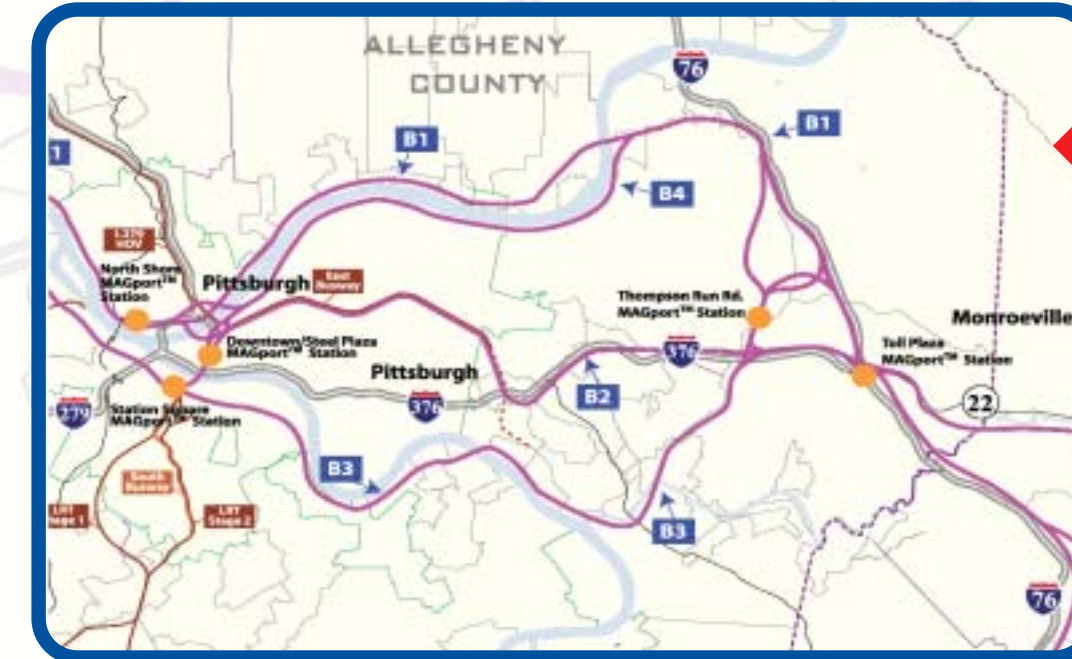 ALLEGHENY
COUNTY
76
B1
B1
1
B4
I-279
HOV
North Shore
MAGport™
Station
Pittsburgh
East
Busway
Thompson Run Rd.
MAGport™ Station
Monroeville
Downtown/Steel Plaza
MAGport™ Station
376
Toll Plaza
MAGport™ Station
Pittsburgh
B2
22
279
376
Station Square
MAGport™ Station
B3
South
Busway
LRT
Stage 1
LRT
Stage 2
B3
76